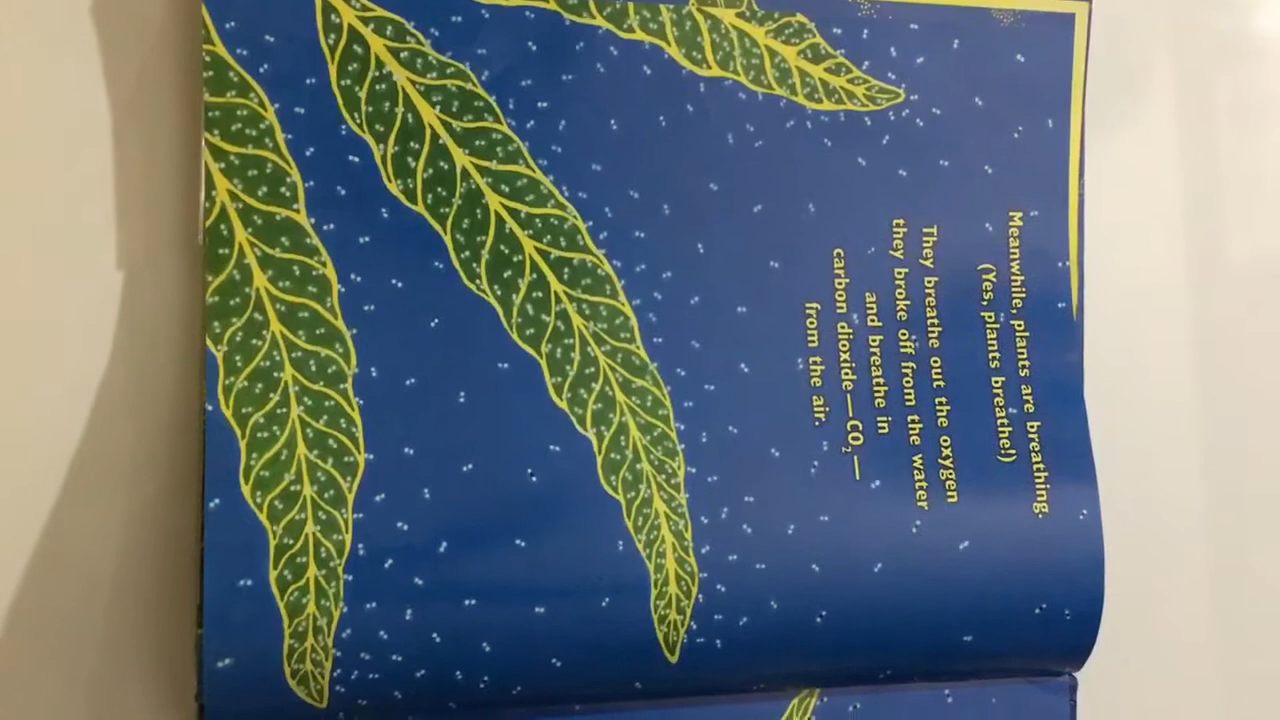 Meanwhile, plants are breathing.
(Yes, plants breathe!)
They breathe out the oxygen
they broke off from the water
and breathe in
carbon dioxide—CO₂—
from the air.